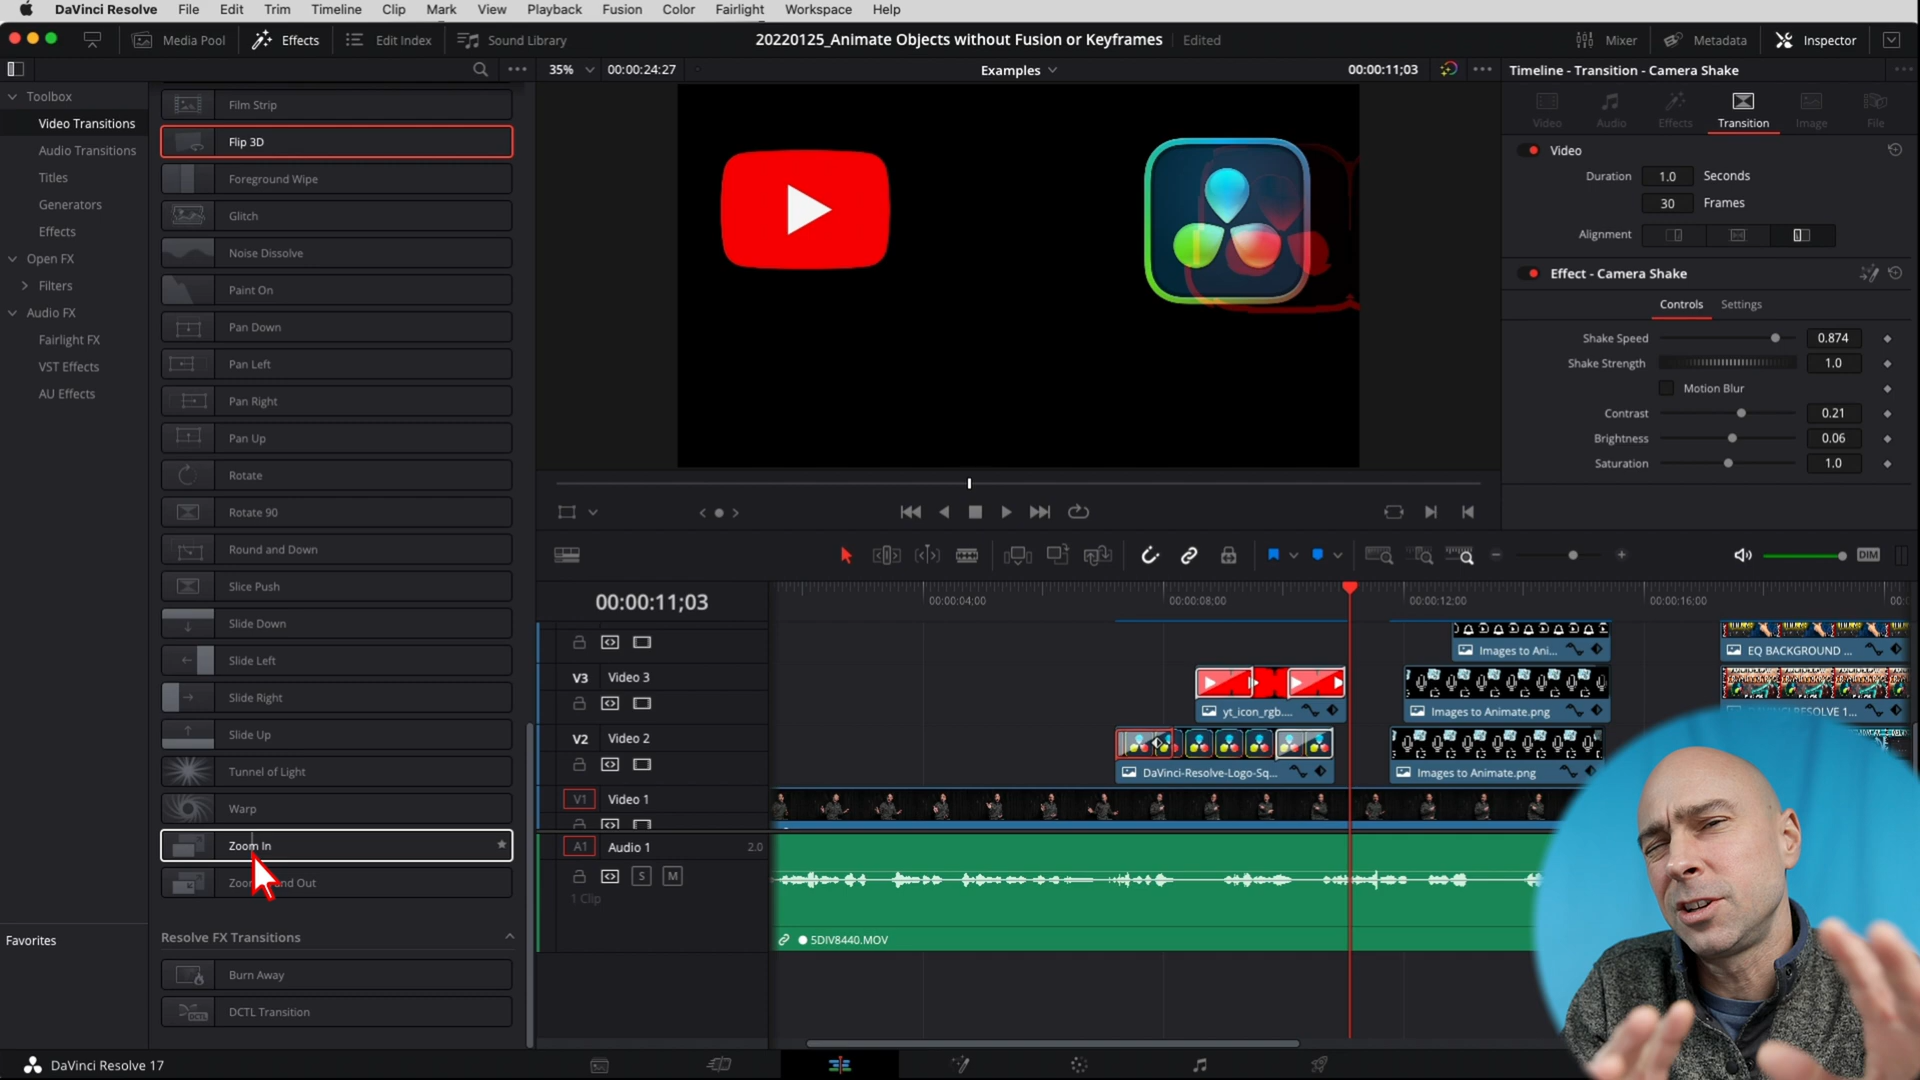 DaVinci Resolve File Edit Trim Timeline Clip Mark View Playback Fusion Color Fairlight Workspace Help
Media Pool Effects Edit Index Sound Library 20220125_Animate Objects without Fusion or Keyframes Edited Mixer Metadata Inspector
35% 00:00:24:27 Examples 00:00:11;03 Timeline - Transition - Camera Shake
Toolbox
Video Transitions
Audio Transitions
Titles
Generators
Effects
Open FX
Filters
Audio FX
Fairlight FX
VST Effects
AU Effects
Favorites
Film Strip
Flip 3D
Foreground Wipe
Glitch
Noise Dissolve
Paint On
Pan Down
Pan Left
Pan Right
Pan Up
Rotate
Rotate 90
Round and Down
Slice Push
Slide Down
Slide Left
Slide Right
Slide Up
Tunnel of Light
Warp
Zoom In
Resolve FX Transitions
Burn Away
DCTL
DCTL Transition
Video Audio Effects Transition Image File
Video
Duration 1.0 Seconds
30 Frames
Alignment
Effect - Camera Shake
Controls Settings
Shake Speed 0.874
Shake Strength 1.0
Motion Blur
Contrast 0.21
Brightness 0.06
Saturation 1.0
DIM
00:00:11;03
00:00:04:00 00:00:08:00 00:00:12:00 00:00:16:00
Images to Ani... EQ BACKGROUND ...
V3 Video 3
yt_icon_rgb.... Images to Animate.png
V2 Video 2
DaVinci-Resolve-Logo-Sq... Images to Animate.png
V1 Video 1
A1 Audio 1 2.0
S M
1 Clip
5DIV8440.MOV
DaVinci Resolve 17